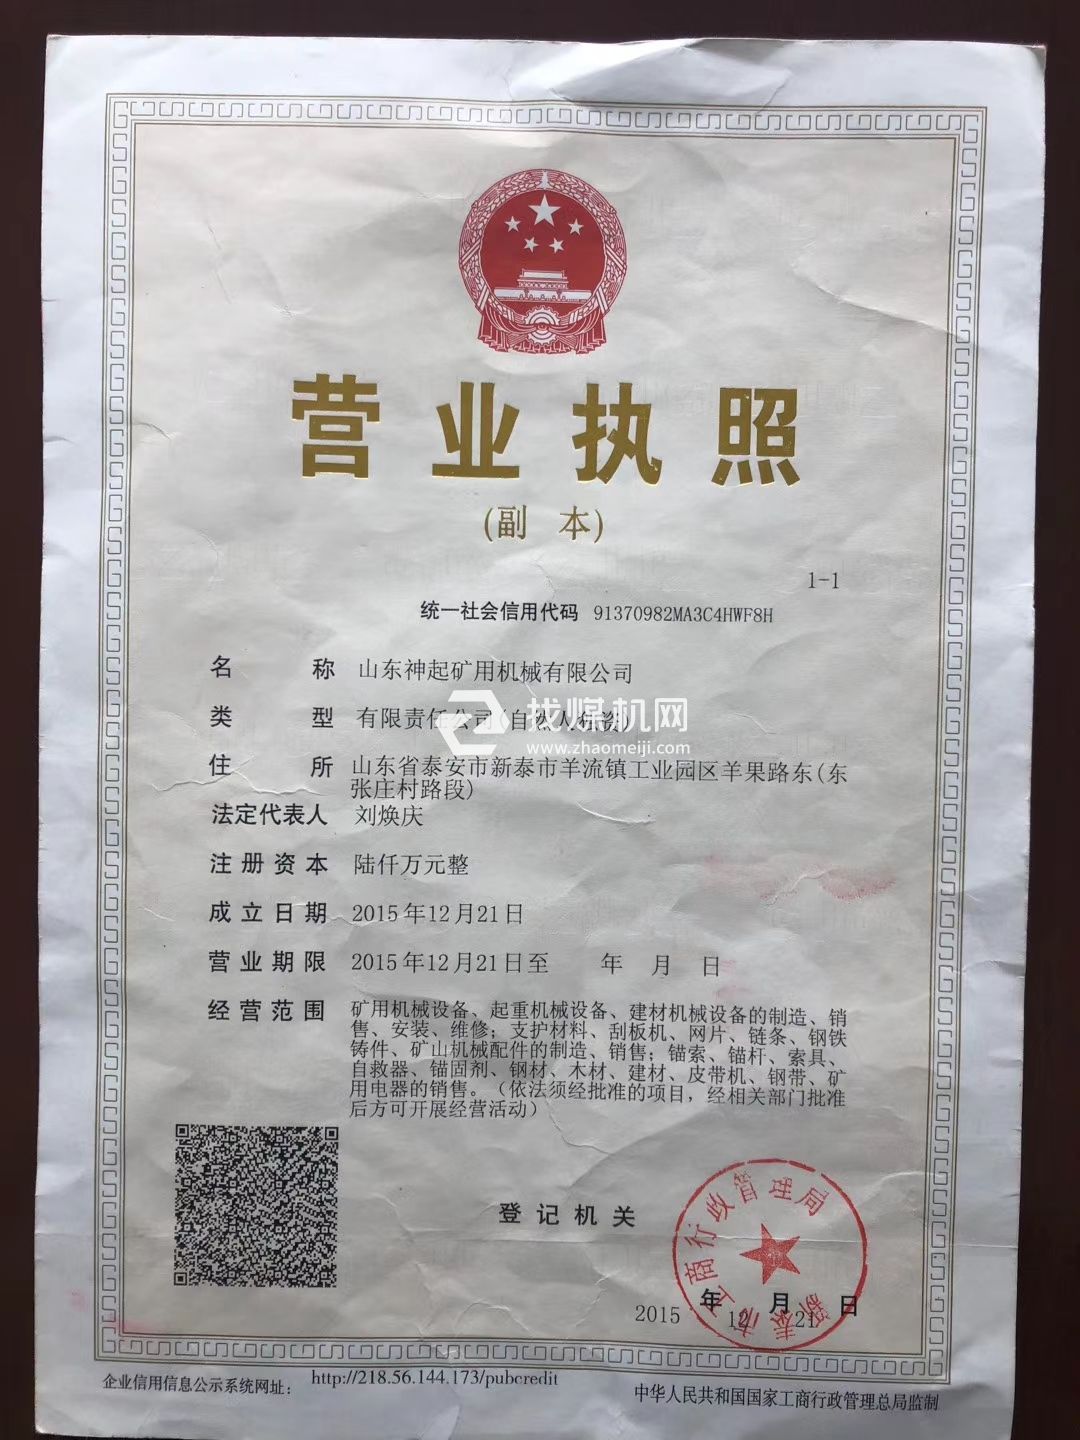 营业执照
(副 本)
1-1
统一社会信用代码 91370982MA3C4HWF8H
名 称 山东神起矿用机械有限公司
类 型 有限责任公司(自然人独资)
住 所 山东省泰安市新泰市羊流镇工业园区羊果路东(东
张庄村路段)
法定代表人 刘焕庆
注册资本 陆仟万元整
成立日期 2015年12月21日
营业期限 2015年12月21日至 年 月 日
经营范围 矿用机械设备、起重机械设备、建材机械设备的制造、销
售、安装、维修；支护材料、刮板机、网片、链条、钢铁
铸件、矿山机械配件的制造、销售；锚索、锚杆、索具、
自救器、锚固剂、钢材、木材、建材、皮带机、钢带、矿
用电器的销售。（依法须经批准的项目，经相关部门批准
后方可开展经营活动）
找煤机网
www.zhaomeiji.com
登记机关
新泰市工商行政管理局
2015 年 12 月 21 日
企业信用信息公示系统网址： http://218.56.144.173/pubcredit
中华人民共和国国家工商行政管理总局监制